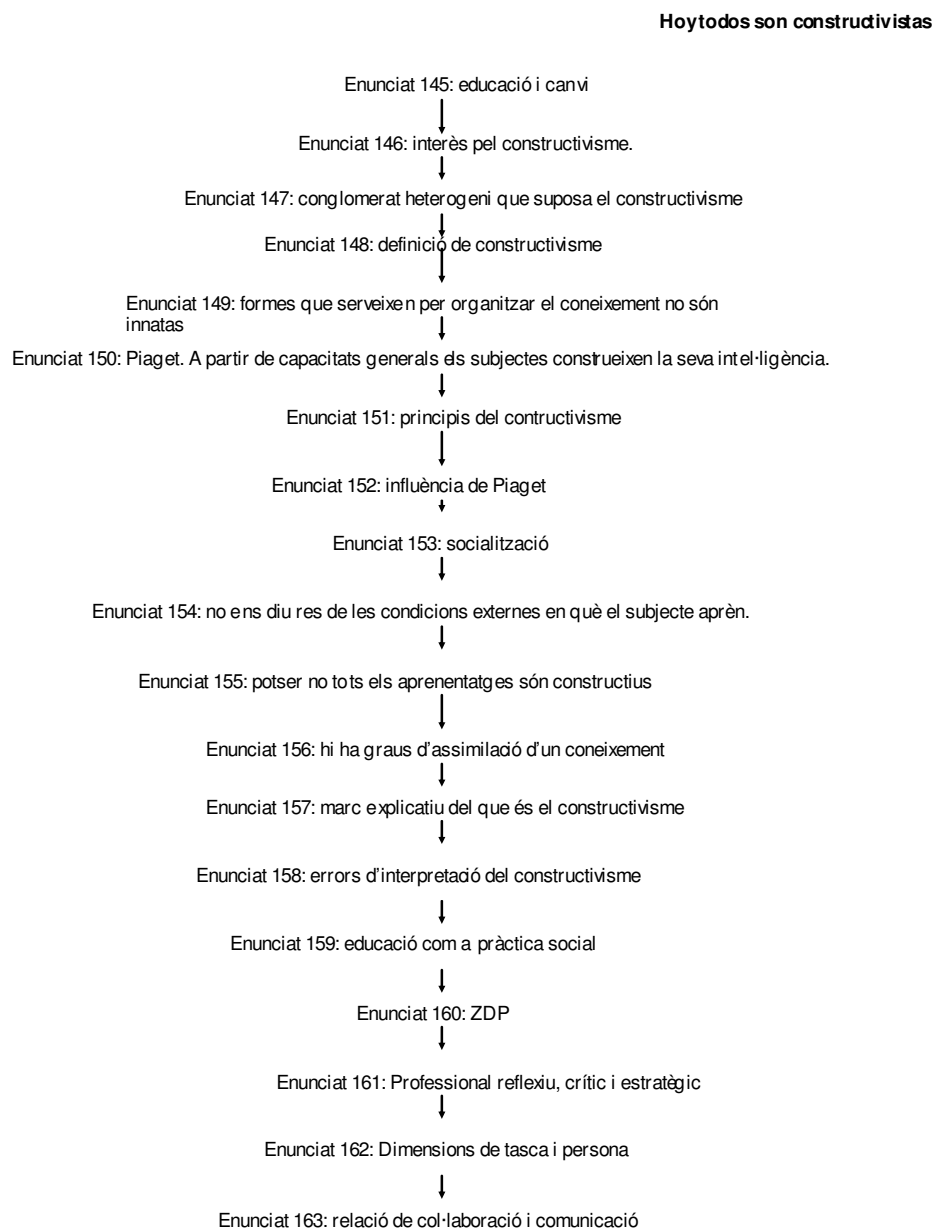 Hoy todos son constructivistas
Enunciat 145: educació i canvi
Enunciat 146: interès pel constructivisme.
Enunciat 147: conglomerat heterogeni que suposa el constructivisme
Enunciat 148: definició de constructivisme
Enunciat 149: formes que serveixen per organitzar el coneixement no són
innatas
Enunciat 150: Piaget. A partir de capacitats generals els subjectes construeixen la seva intel·ligència.
Enunciat 151: principis del contructivisme
Enunciat 152: influència de Piaget
Enunciat 153: socialització
Enunciat 154: no ens diu res de les condicions externes en què el subjecte aprèn.
Enunciat 155: potser no tots els aprenentatges són constructius
Enunciat 156: hi ha graus d’assimilació d’un coneixement
Enunciat 157: marc explicatiu del que és el constructivisme
Enunciat 158: errors d’interpretació del constructivisme
Enunciat 159: educació com a pràctica social
Enunciat 160: ZDP
Enunciat 161: Professional reflexiu, crític i estratègic
Enunciat 162: Dimensions de tasca i persona
Enunciat 163: relació de col·laboració i comunicació